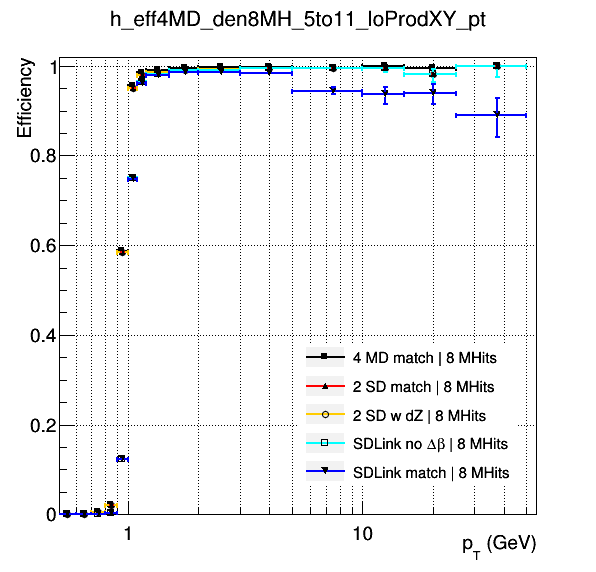 h_eff4MD_den8MH_5to11_loProdXY_pt
Efficiency
1
0.8
0.6
0.4
0.2
0
4 MD match | 8 MHits
2 SD match | 8 MHits
2 SD w dZ | 8 MHits
SDLink no Δβ | 8 MHits
SDLink match | 8 MHits
1
10
p_T (GeV)